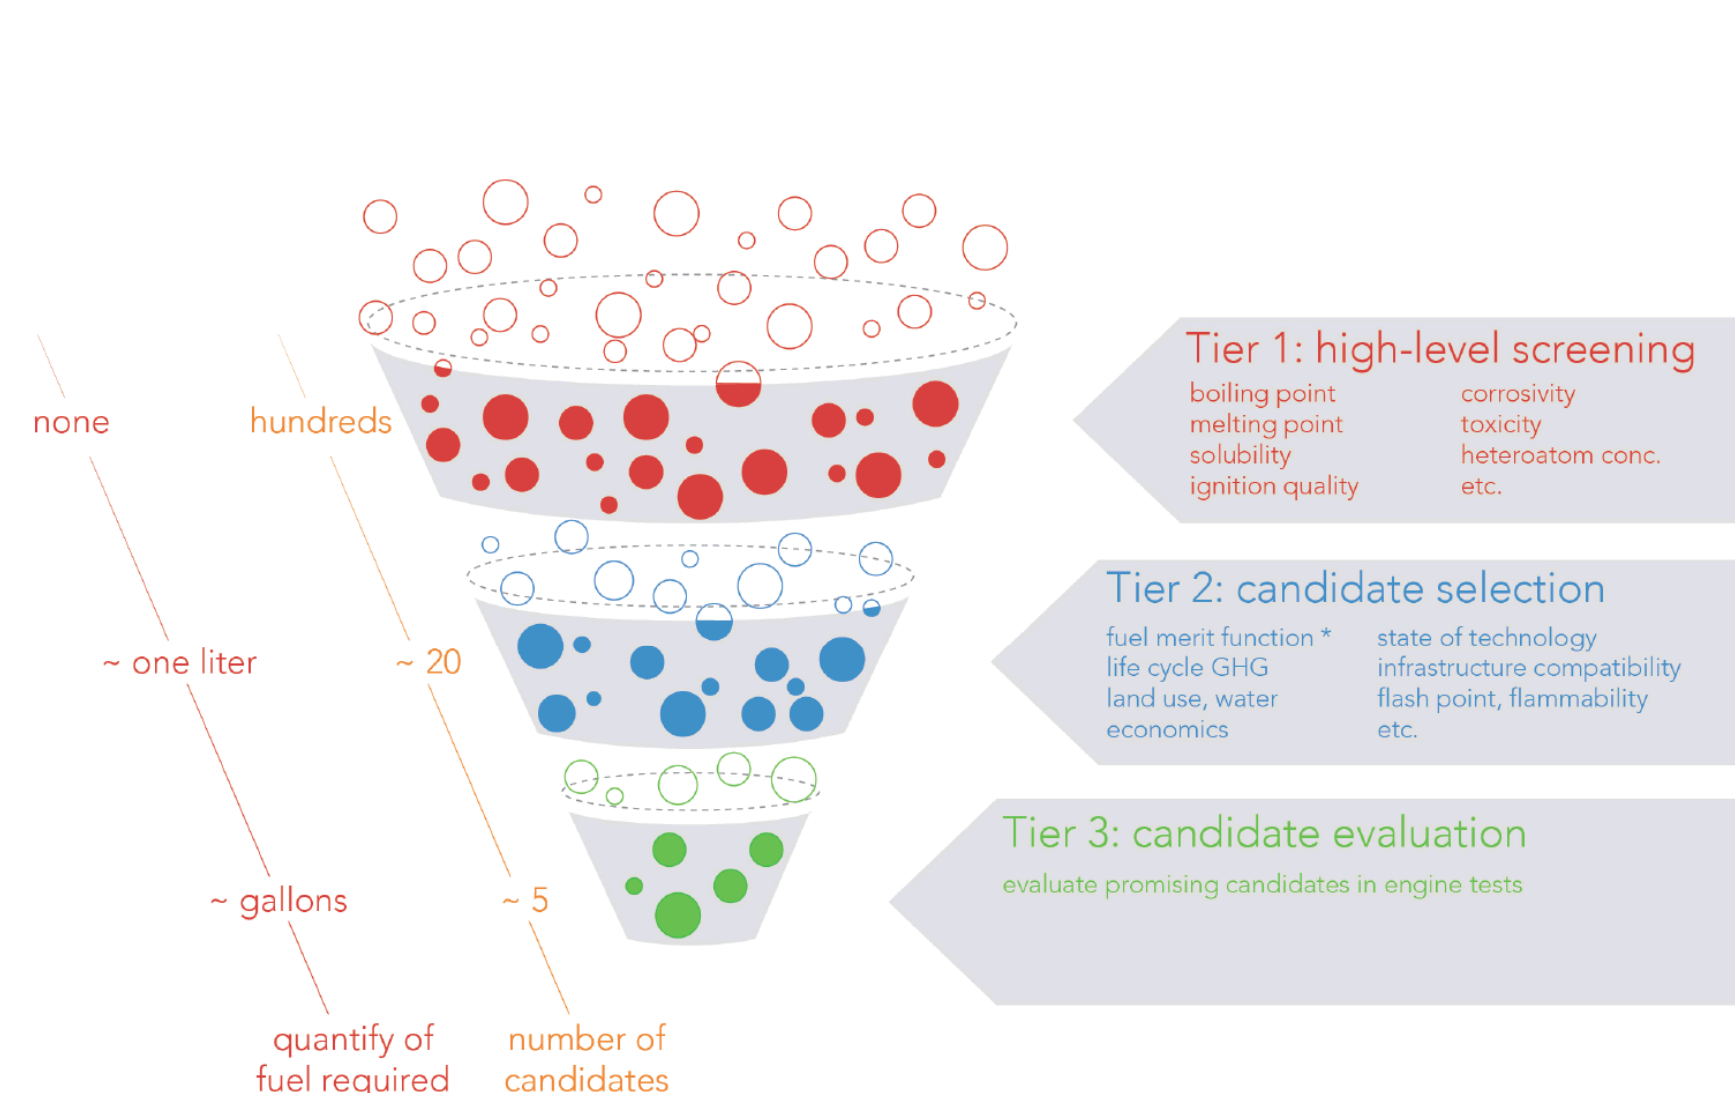 Tier 1: high-level screening
boiling point
melting point
solubility
ignition quality
corrosivity
toxicity
heteroatom conc.
etc.
none
hundreds
Tier 2: candidate selection
fuel merit function *
life cycle GHG
land use, water
economics
state of technology
infrastructure compatibility
flash point, flammability
etc.
~ one liter
~ 20
Tier 3: candidate evaluation
evaluate promising candidates in engine tests
~ gallons
~ 5
quantify of
fuel required
number of
candidates